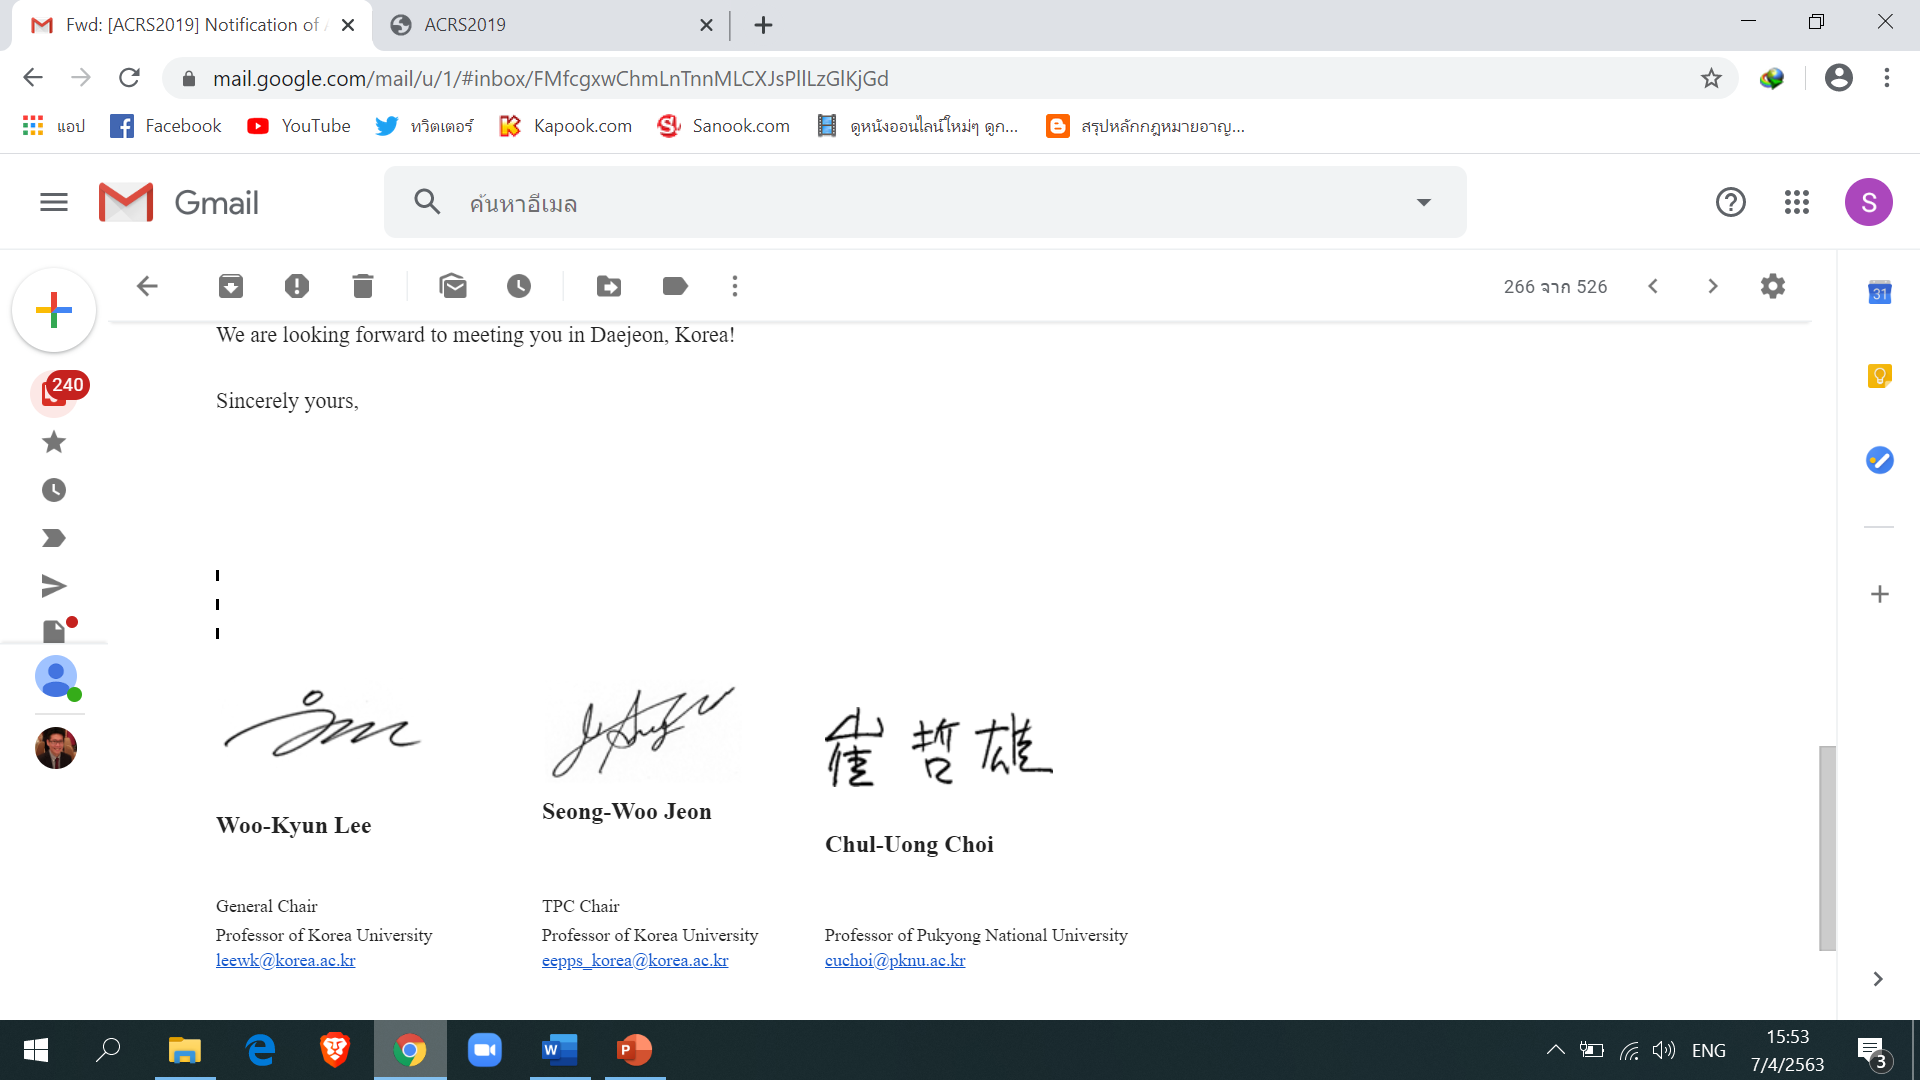 Fwd: [ACRS2019] Notification of A
ACRS2019
mail.google.com/mail/u/1/#inbox/FMfcgxwChmLnTnnMLCXJsPllLzGlKjGd
แอป
Facebook
YouTube
ทวิตเตอร์
Kapook.com
Sanook.com
ดูหนังออนไลน์ใหม่ๆ ดูก...
สรุปหลักกฎหมายอาญ...
Gmail
ค้นหาอีเมล
S
266 จาก 526
31
We are looking forward to meeting you in Daejeon, Korea!
240
Sincerely yours,
崔 哲 雄
Woo-Kyun Lee
Seong-Woo Jeon
Chul-Uong Choi
General Chair
TPC Chair
Professor of Korea University
Professor of Korea University
Professor of Pukyong National University
leewk@korea.ac.kr
eepps_korea@korea.ac.kr
cuchoi@pknu.ac.kr
ENG
15:53
7/4/2563
3